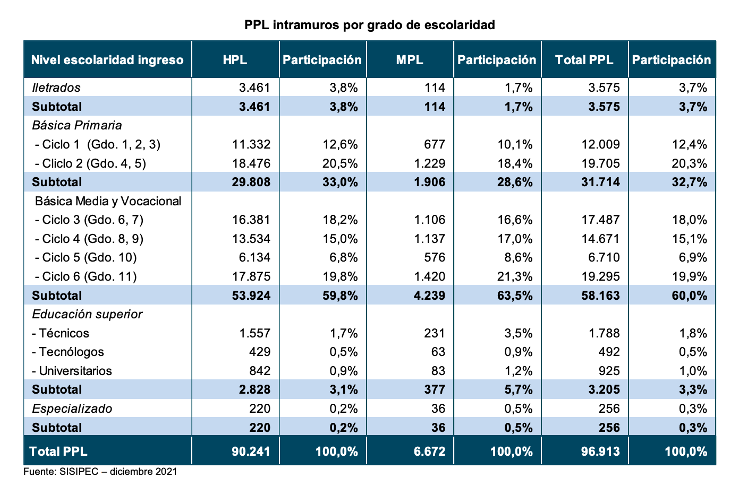 PPL intramuros por grado de escolaridad
Nivel escolaridad ingreso HPL Participación MPL Participación Total PPL Participación
Iletrados 3.461 3,8% 114 1,7% 3.575 3,7%
Subtotal 3.461 3,8% 114 1,7% 3.575 3,7%
Básica Primaria
- Ciclo 1 (Gdo. 1, 2, 3) 11.332 12,6% 677 10,1% 12.009 12,4%
- Cliclo 2 (Gdo. 4, 5) 18.476 20,5% 1.229 18,4% 19.705 20,3%
Subtotal 29.808 33,0% 1.906 28,6% 31.714 32,7%
Básica Media y Vocacional
- Ciclo 3 (Gdo. 6, 7) 16.381 18,2% 1.106 16,6% 17.487 18,0%
- Ciclo 4 (Gdo. 8, 9) 13.534 15,0% 1.137 17,0% 14.671 15,1%
- Ciclo 5 (Gdo. 10) 6.134 6,8% 576 8,6% 6.710 6,9%
- Ciclo 6 (Gdo. 11) 17.875 19,8% 1.420 21,3% 19.295 19,9%
Subtotal 53.924 59,8% 4.239 63,5% 58.163 60,0%
Educación superior
- Técnicos 1.557 1,7% 231 3,5% 1.788 1,8%
- Tecnólogos 429 0,5% 63 0,9% 492 0,5%
- Universitarios 842 0,9% 83 1,2% 925 1,0%
Subtotal 2.828 3,1% 377 5,7% 3.205 3,3%
Especializado 220 0,2% 36 0,5% 256 0,3%
Subtotal 220 0,2% 36 0,5% 256 0,3%
Total PPL 90.241 100,0% 6.672 100,0% 96.913 100,0%
Fuente: SISIPEC – diciembre 2021